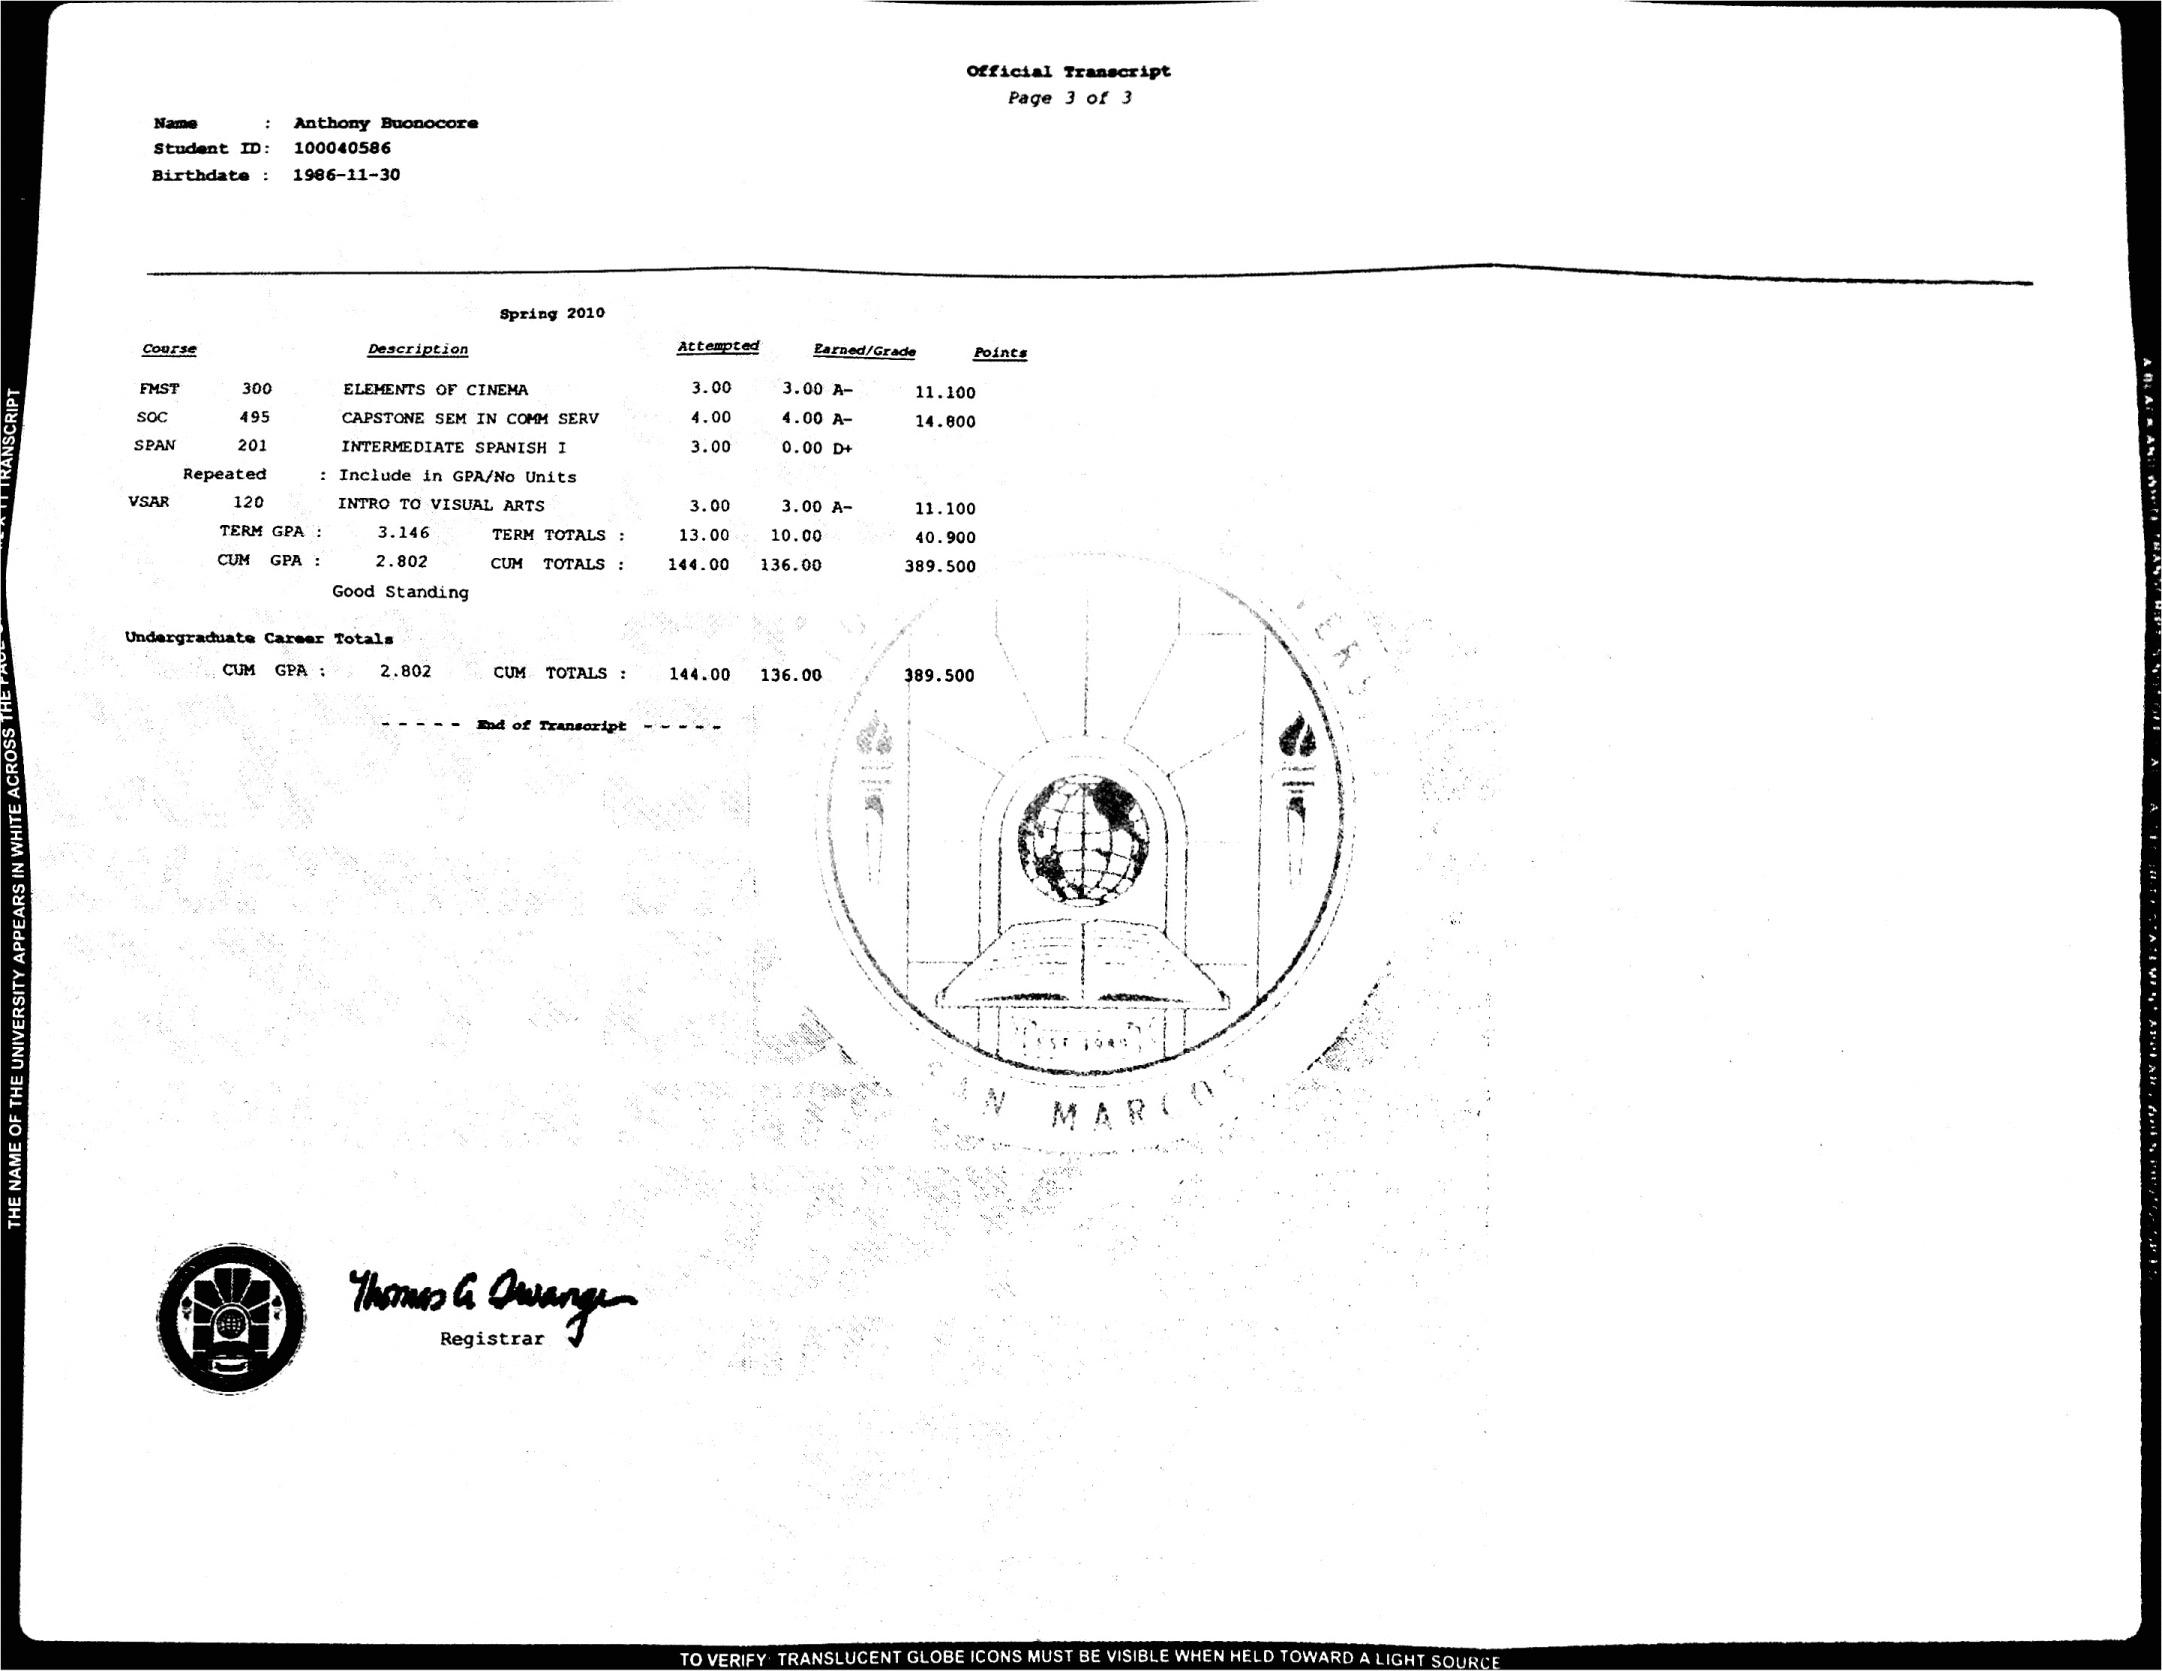 Official Transcript
Page 3 of 3
Name : Anthony Buonocore
Student ID: 100040586
Birthdate : 1986-11-30
Spring 2010
Course Description Attempted Earned/Grade Points
FMST 300 ELEMENTS OF CINEMA 3.00 3.00 A- 11.100
SOC 495 CAPSTONE SEM IN COMM SERV 4.00 4.00 A- 14.800
SPAN 201 INTERMEDIATE SPANISH I 3.00 0.00 D+
Repeated : Include in GPA/No Units
VSAR 120 INTRO TO VISUAL ARTS 3.00 3.00 A- 11.100
TERM GPA : 3.146 TERM TOTALS : 13.00 10.00 40.900
CUM GPA : 2.802 CUM TOTALS : 144.00 136.00 389.500
Good Standing
Undergraduate Career Totals
CUM GPA : 2.802 CUM TOTALS : 144.00 136.00 389.500
- - - - - End of Transcript - - - - -
SAN MARCOS
Thomas G
Registrar
THE NAME OF THE UNIVERSITY APPEARS IN WHITE ACROSS THE
TRANSCRIPT
TO VERIFY: TRANSLUCENT GLOBE ICONS MUST BE VISIBLE WHEN HELD TOWARD A LIGHT SOURCE